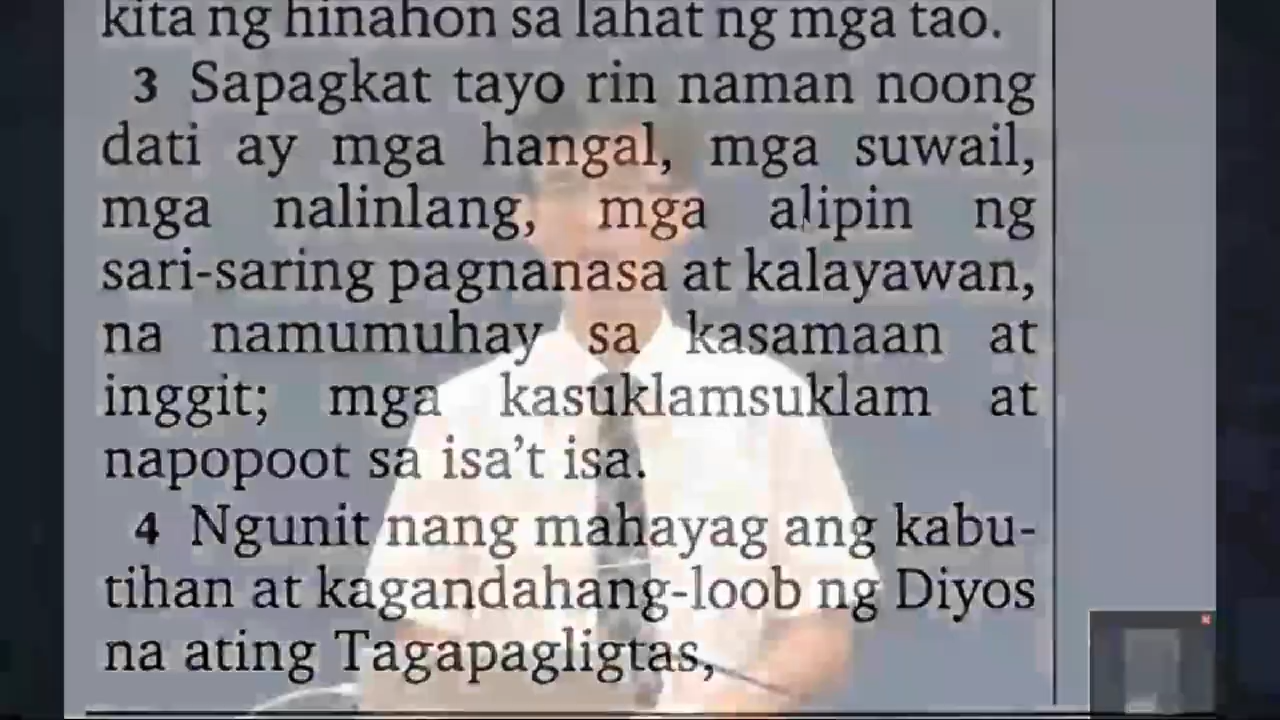 kita ng hinahon sa lahat ng mga tao.
3 Sapagkat tayo rin naman noong
dati ay mga hangal, mga suwail,
mga nalinlang, mga alipin ng
sari-saring pagnanasa at kalayawan,
na namumuhay sa kasamaan at
inggit; mga kasuklamsuklam at
napopoot sa isa’t isa.
4 Ngunit nang mahayag ang kabu-
tihan at kagandahang-loob ng Diyos
na ating Tagapagligtas,